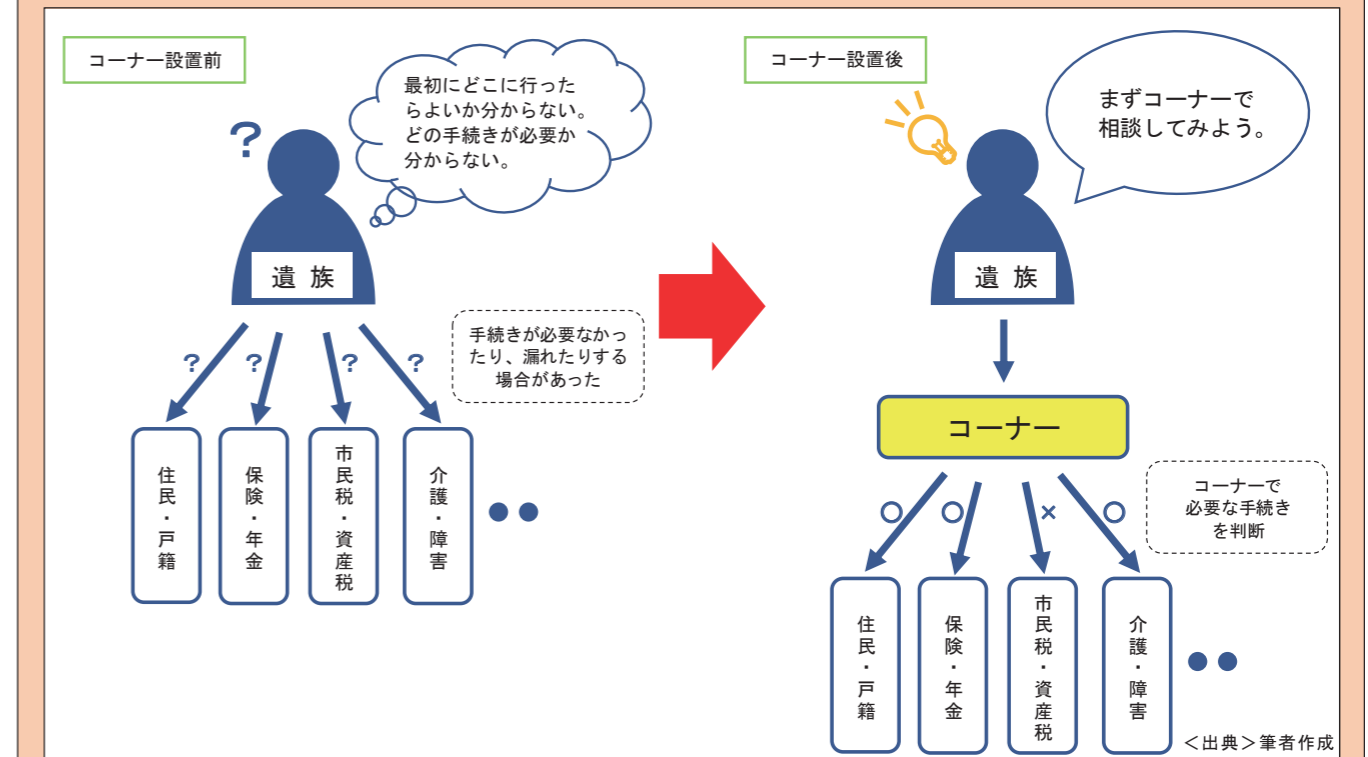 コーナー設置前
最初にどこに行った
らよいか分からない。
どの手続きが必要か
分からない。
?
遺族
? ? ? ?
手続きが必要なかっ
たり、漏れたりする
場合があった
住民・戸籍
保険・年金
市民税・資産税
介護・障害
●●
コーナー設置後
まずコーナーで
相談してみよう。
遺族
コーナー
○ ○ × ○
コーナーで
必要な手続き
を判断
住民・戸籍
保険・年金
市民税・資産税
介護・障害
●●
<出典>筆者作成